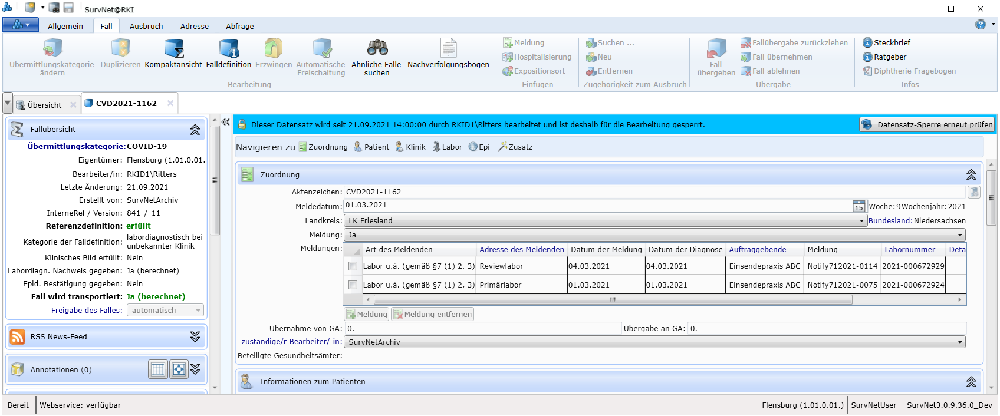 SurvNet@RKI
Allgemein Fall Ausbruch Adresse Abfrage
Übermittlungskategorie ändern
Duplizieren
Kompaktansicht
Falldefinition
Erzwingen
Automatische Freischaltung
Ähnliche Fälle suchen
Nachverfolgungsbogen
Bearbeitung
Meldung
Hospitalisierung
Expositionsort
Einfügen
Suchen ...
Neu
Entfernen
Zugehörigkeit zum Ausbruch
Fall übergeben
Fallübergabe zurückziehen
Fall übernehmen
Fall ablehnen
Übergabe
Steckbrief
Ratgeber
Diphtherie Fragebogen
Infos
Übersicht
CVD2021-1162
Fallübersicht
Übermittlungskategorie: COVID-19
Eigentümer: Flensburg (1.01.0.01.
Bearbeiter/in: RKID1\Ritters
Letzte Änderung: 21.09.2021
Erstellt von: SurvNetArchiv
InterneRef / Version: 841 / 11
Referenzdefinition: erfüllt
Kategorie der Falldefinition: labordiagnostisch bei
unbekannter Klinik
Klinisches Bild erfüllt: Nein
Labordiagn. Nachweis gegeben: Ja (berechnet)
Epid. Bestätigung gegeben: Nein
Fall wird transportiert: Ja (berechnet)
Freigabe des Falles: automatisch
RSS News-Feed
Annotationen (0)
Dieser Datensatz wird seit 21.09.2021 14:00:00 durch RKID1\Ritters bearbeitet und ist deshalb für die Bearbeitung gesperrt.
Datensatz-Sperre erneut prüfen
Navigieren zu Zuordnung Patient Klinik Labor Epi Zusatz
Zuordnung
Aktenzeichen: CVD2021-1162
Meldedatum: 01.03.2021 15 Woche: 9 Wochenjahr: 2021
Landkreis: LK Friesland Bundesland: Niedersachsen
Meldung: Ja
Meldungen: Art des Meldenden Adresse des Meldenden Datum der Meldung Datum der Diagnose Auftraggebende Meldung Labornummer Deta
Labor u.ä. (gemäß §7 (1) 2, 3) Reviewlabor 04.03.2021 04.03.2021 Einsendepraxis ABC Notify712021-0114 2021-000672929
Labor u.ä. (gemäß §7 (1) 2, 3) Primärlabor 01.03.2021 01.03.2021 Einsendepraxis ABC Notify712021-0075 2021-000672924
Meldung Meldung entfernen
Übernahme von GA: 0. Übergabe an GA: 0.
zuständige/r Bearbeiter/-in: SurvNetArchiv
Beteiligte Gesundheitsämter:
Informationen zum Patienten
Bereit Webservice: verfügbar Flensburg (1.01.0.01.) SurvNetUser SurvNet3.0.9.36.0_Dev